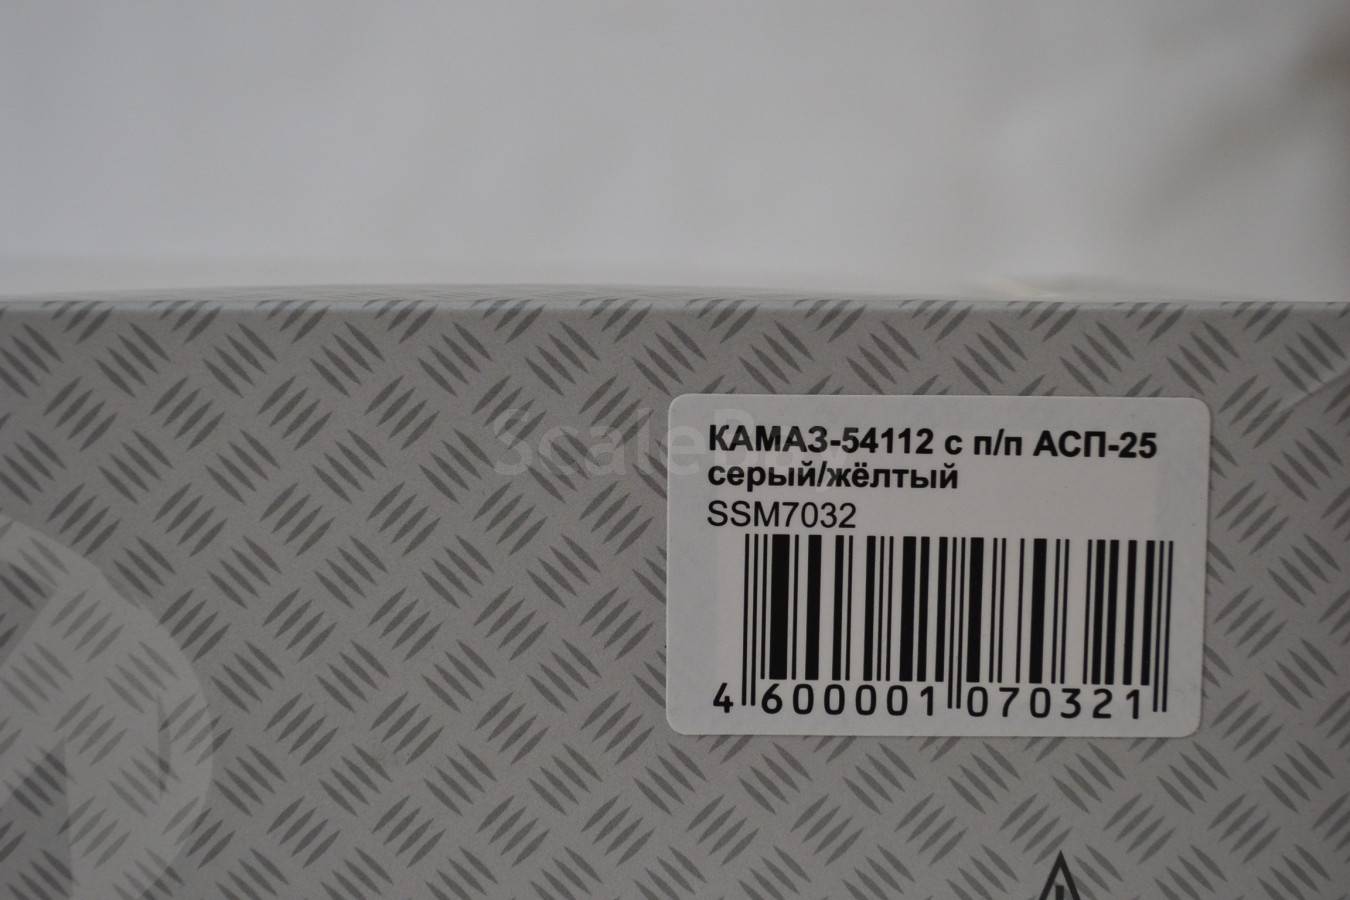 КАМАЗ-54112 с п/п АСП-25
серый/жёлтый
SSM7032
4 600001 070321